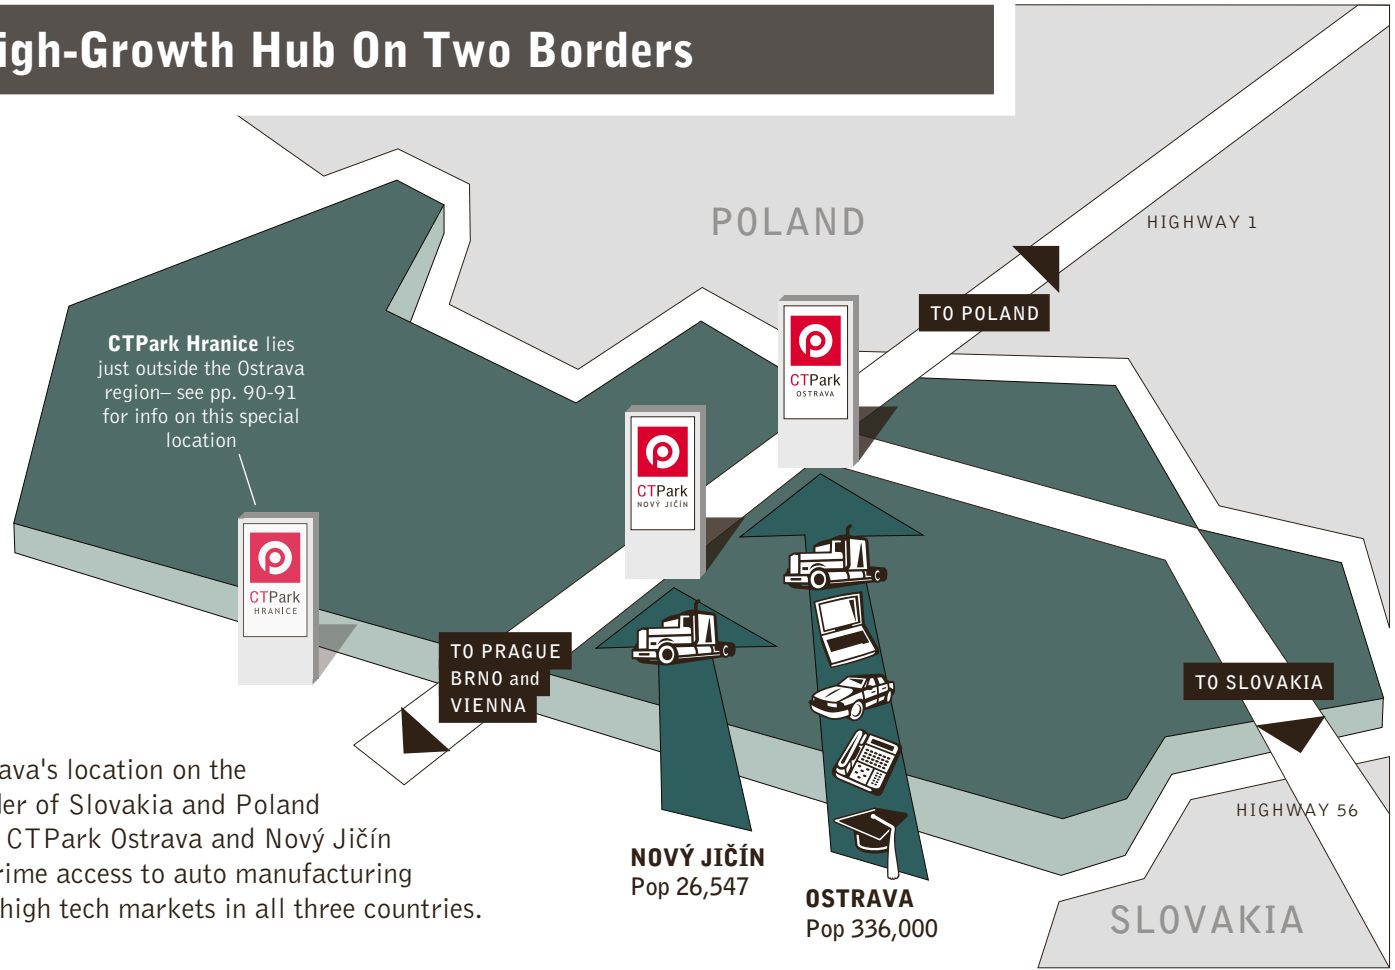 igh-Growth Hub On Two Borders
POLAND
HIGHWAY 1
TO POLAND
CTPark Hranice lies
just outside the Ostrava
region– see pp. 90-91
for info on this special
location
CTPark
OSTRAVA
CTPark
NOVÝ JIČÍN
CTPark
HRANICE
TO PRAGUE
BRNO and
VIENNA
TO SLOVAKIA
HIGHWAY 56
ava's location on the
der of Slovakia and Poland
CTPark Ostrava and Nový Jičín
rime access to auto manufacturing
high tech markets in all three countries.
NOVÝ JIČÍN
Pop 26,547
OSTRAVA
Pop 336,000
SLOVAKIA